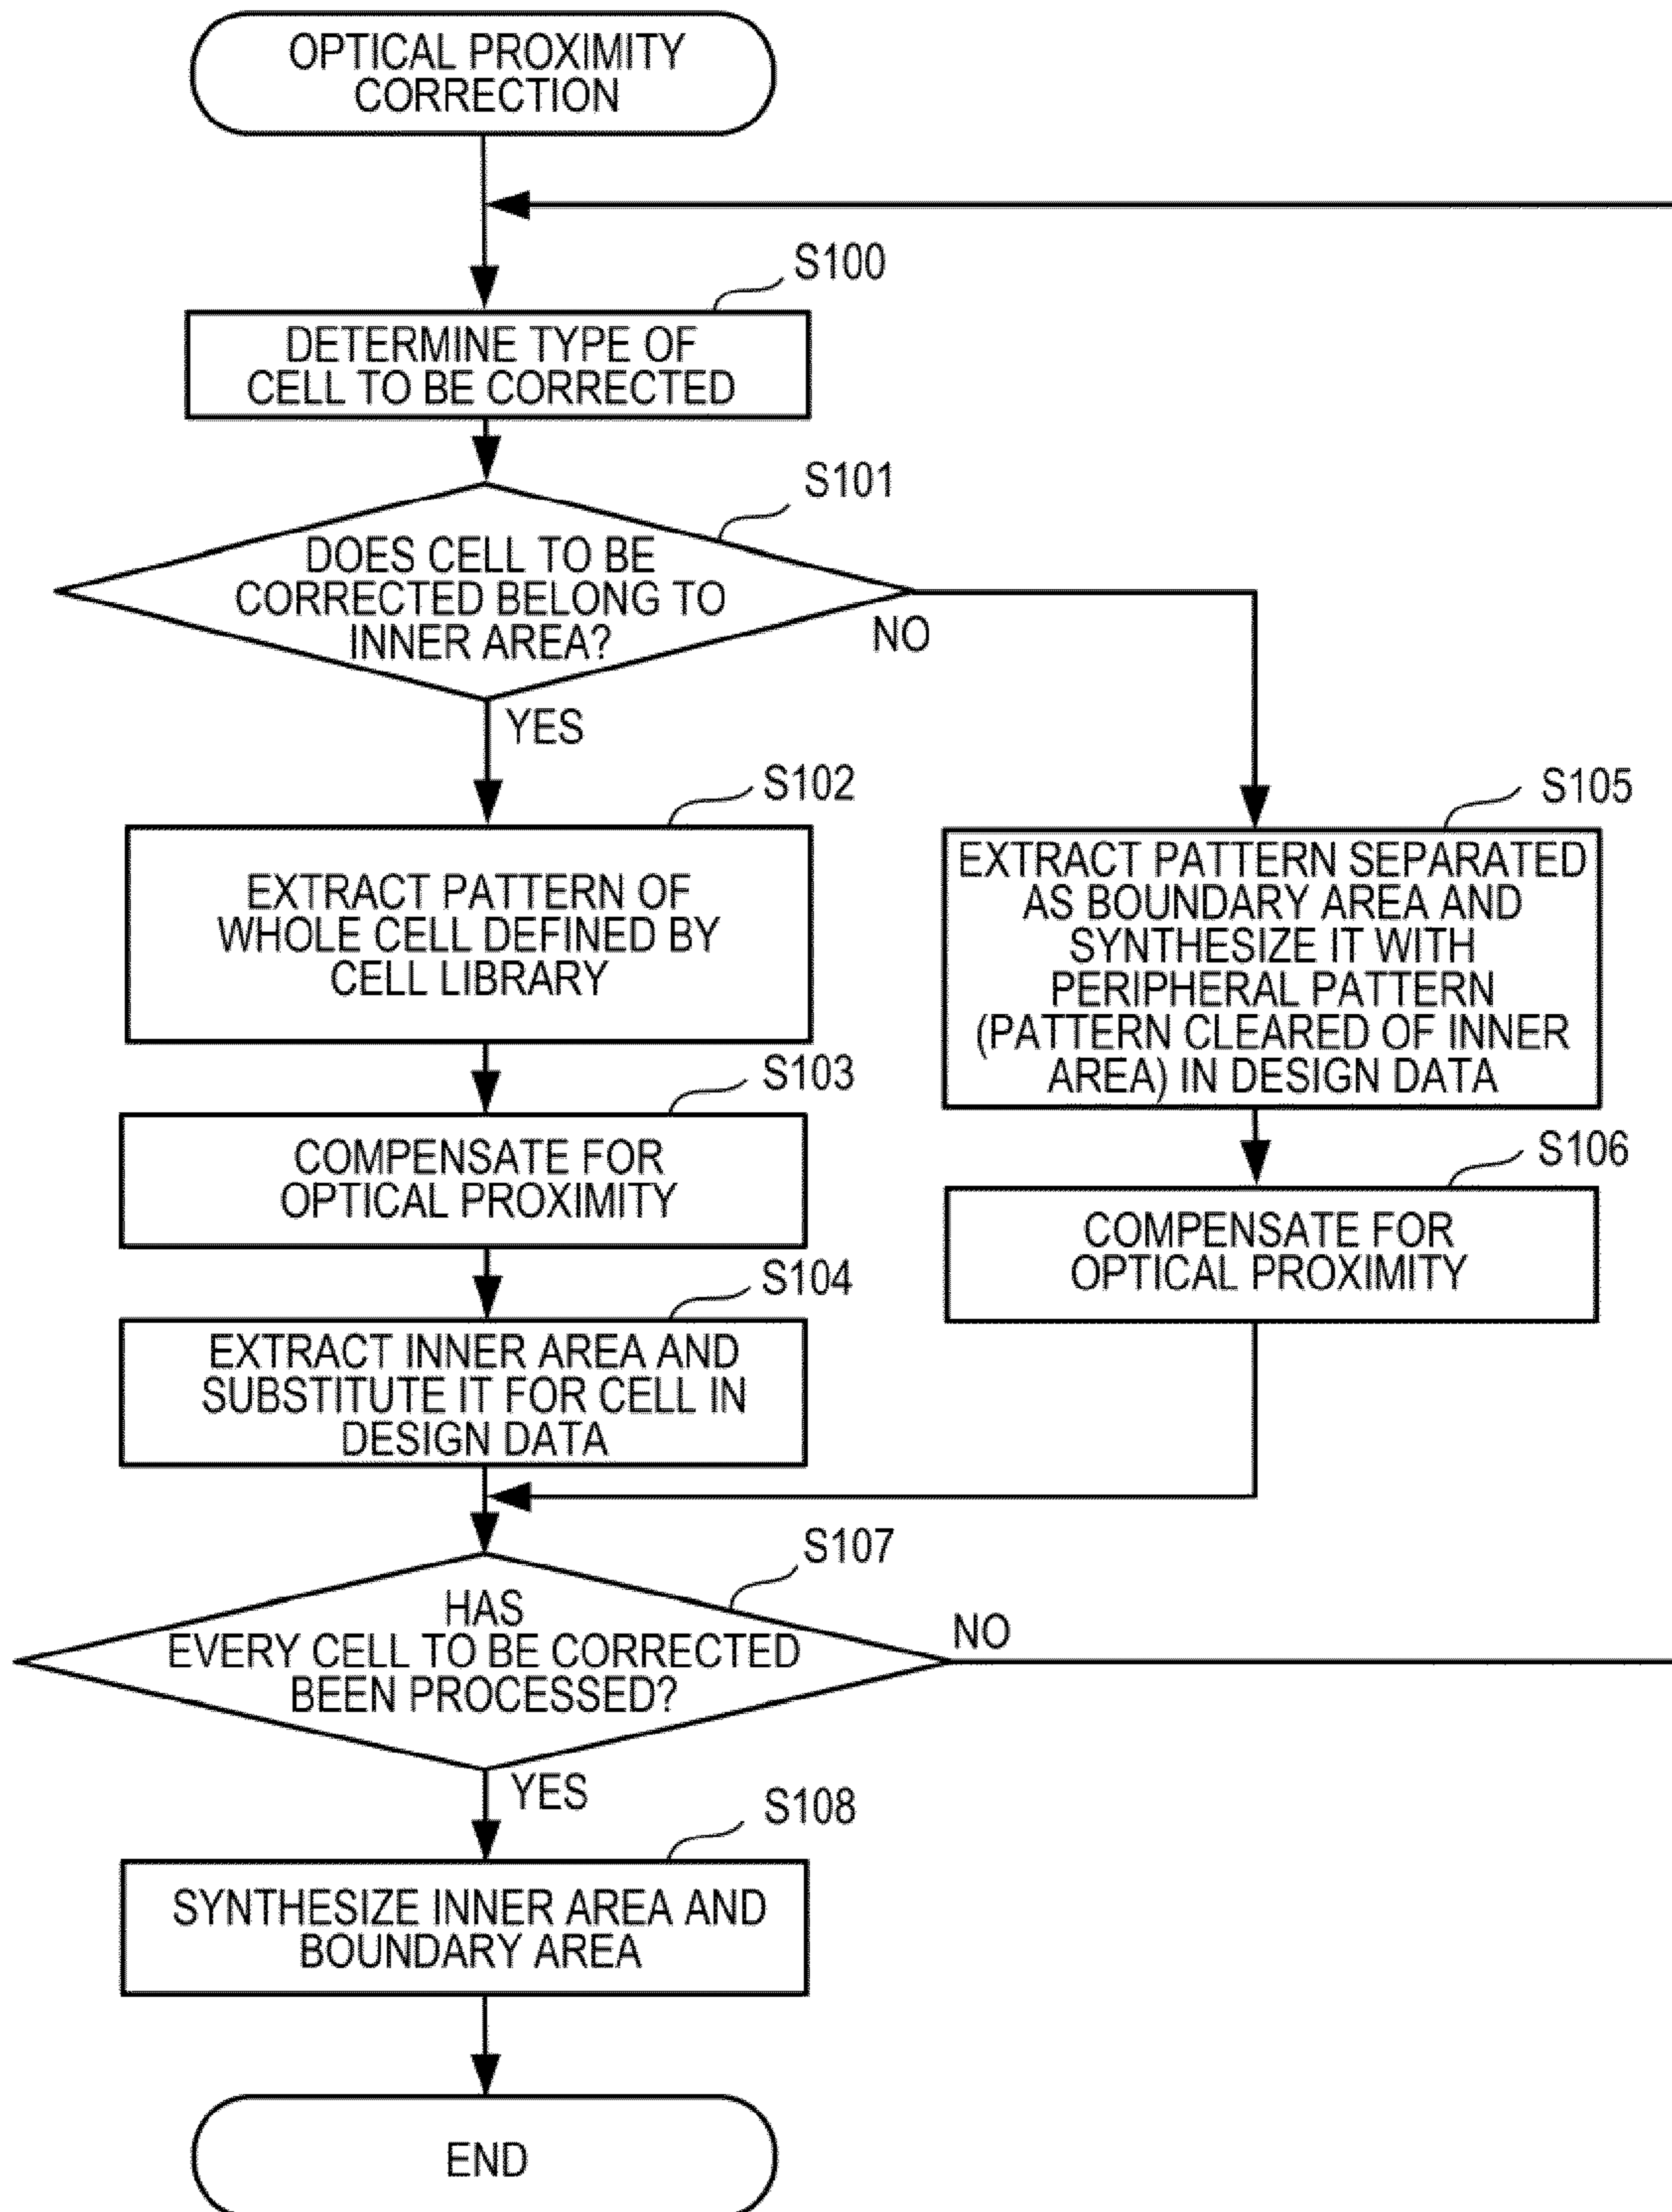 OPTICAL PROXIMITY
CORRECTION
S100
DETERMINE TYPE OF
CELL TO BE CORRECTED
S101
DOES CELL TO BE
CORRECTED BELONG TO
INNER AREA?
NO
YES
S102
EXTRACT PATTERN OF
WHOLE CELL DEFINED BY
CELL LIBRARY
S105
EXTRACT PATTERN SEPARATED
AS BOUNDARY AREA AND
SYNTHESIZE IT WITH
PERIPHERAL PATTERN
(PATTERN CLEARED OF INNER
AREA) IN DESIGN DATA
S103
COMPENSATE FOR
OPTICAL PROXIMITY
S106
COMPENSATE FOR
OPTICAL PROXIMITY
S104
EXTRACT INNER AREA AND
SUBSTITUTE IT FOR CELL IN
DESIGN DATA
S107
HAS
EVERY CELL TO BE CORRECTED
BEEN PROCESSED?
NO
YES
S108
SYNTHESIZE INNER AREA AND
BOUNDARY AREA
END